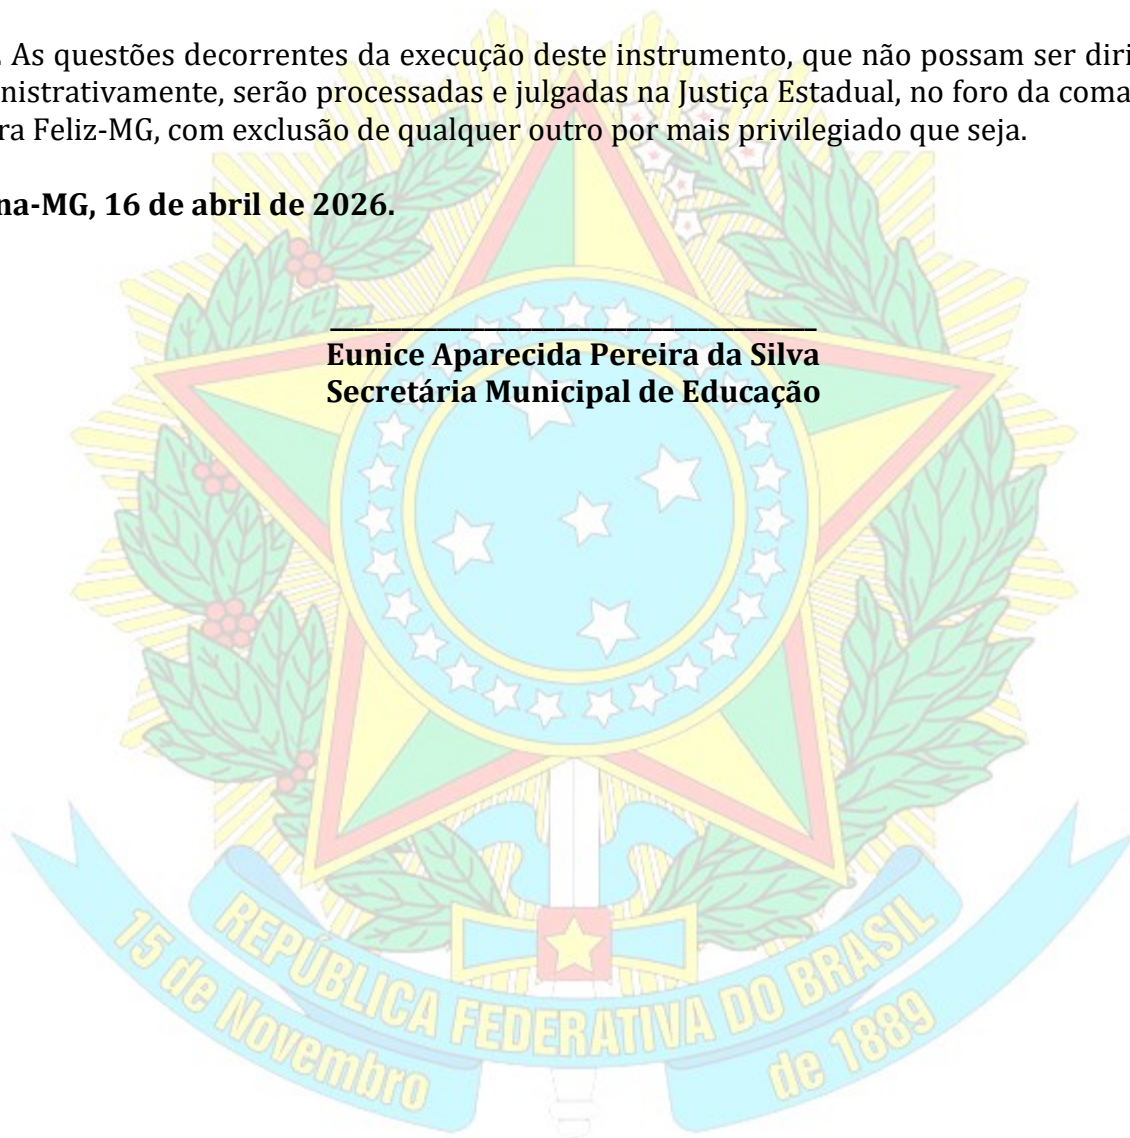 . As questões decorrentes da execução deste instrumento, que não possam ser diri
nistrativamente, serão processadas e julgadas na Justiça Estadual, no foro da coma
ra Feliz-MG, com exclusão de qualquer outro por mais privilegiado que seja.
na-MG, 16 de abril de 2026.
Eunice Aparecida Pereira da Silva
Secretária Municipal de Educação
REPÚBLICA FEDERATIVA DO BRASIL
15 de Novembro
de 1889